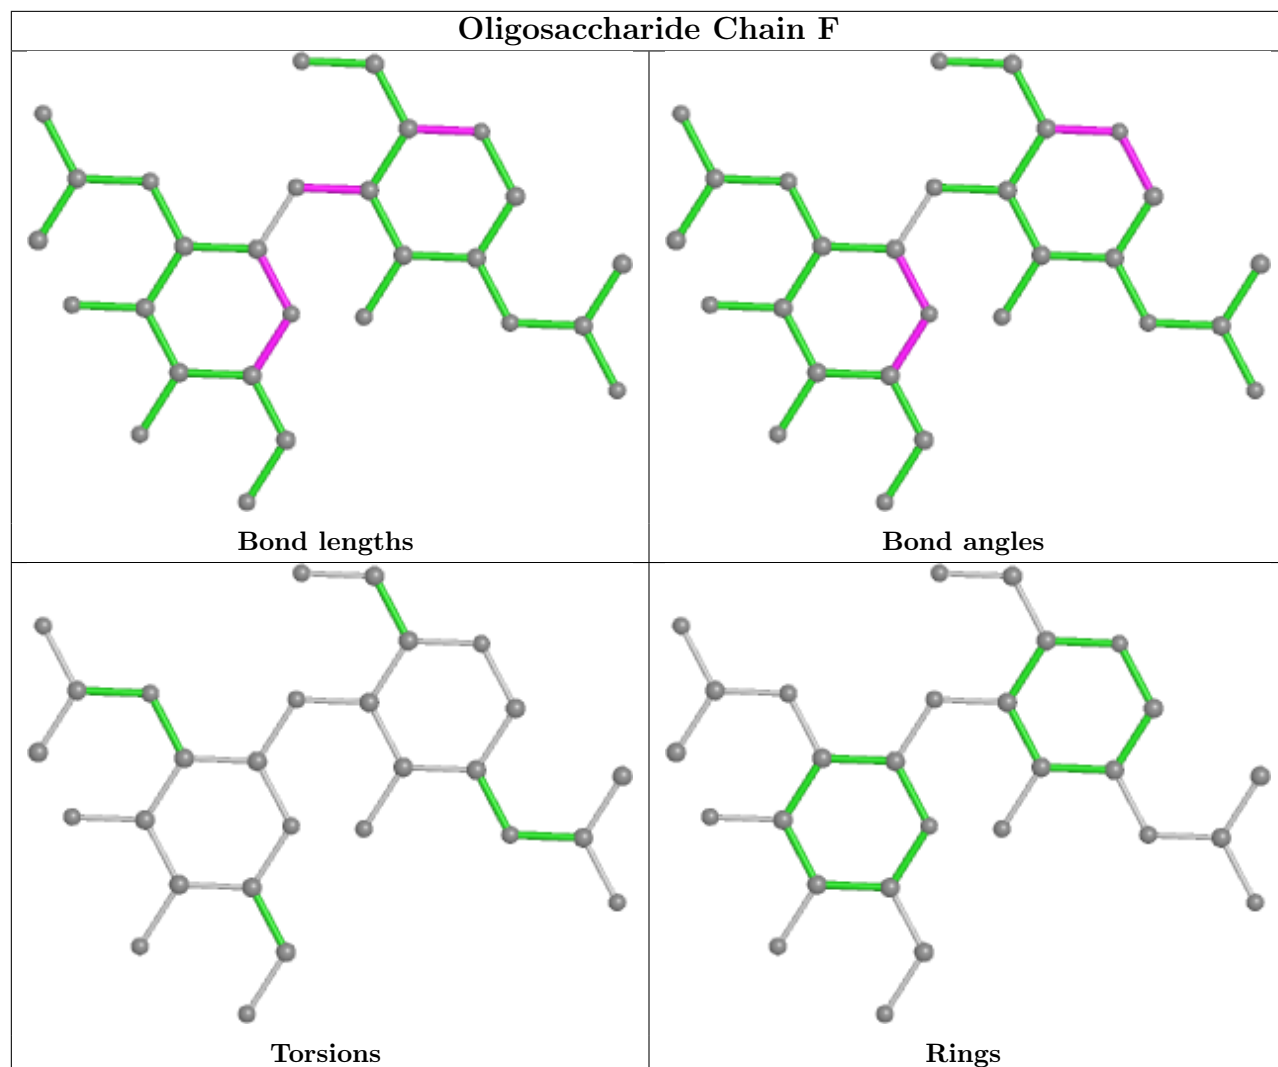 Oligosaccharide Chain F
Bond lengths
Bond angles
Torsions
Rings